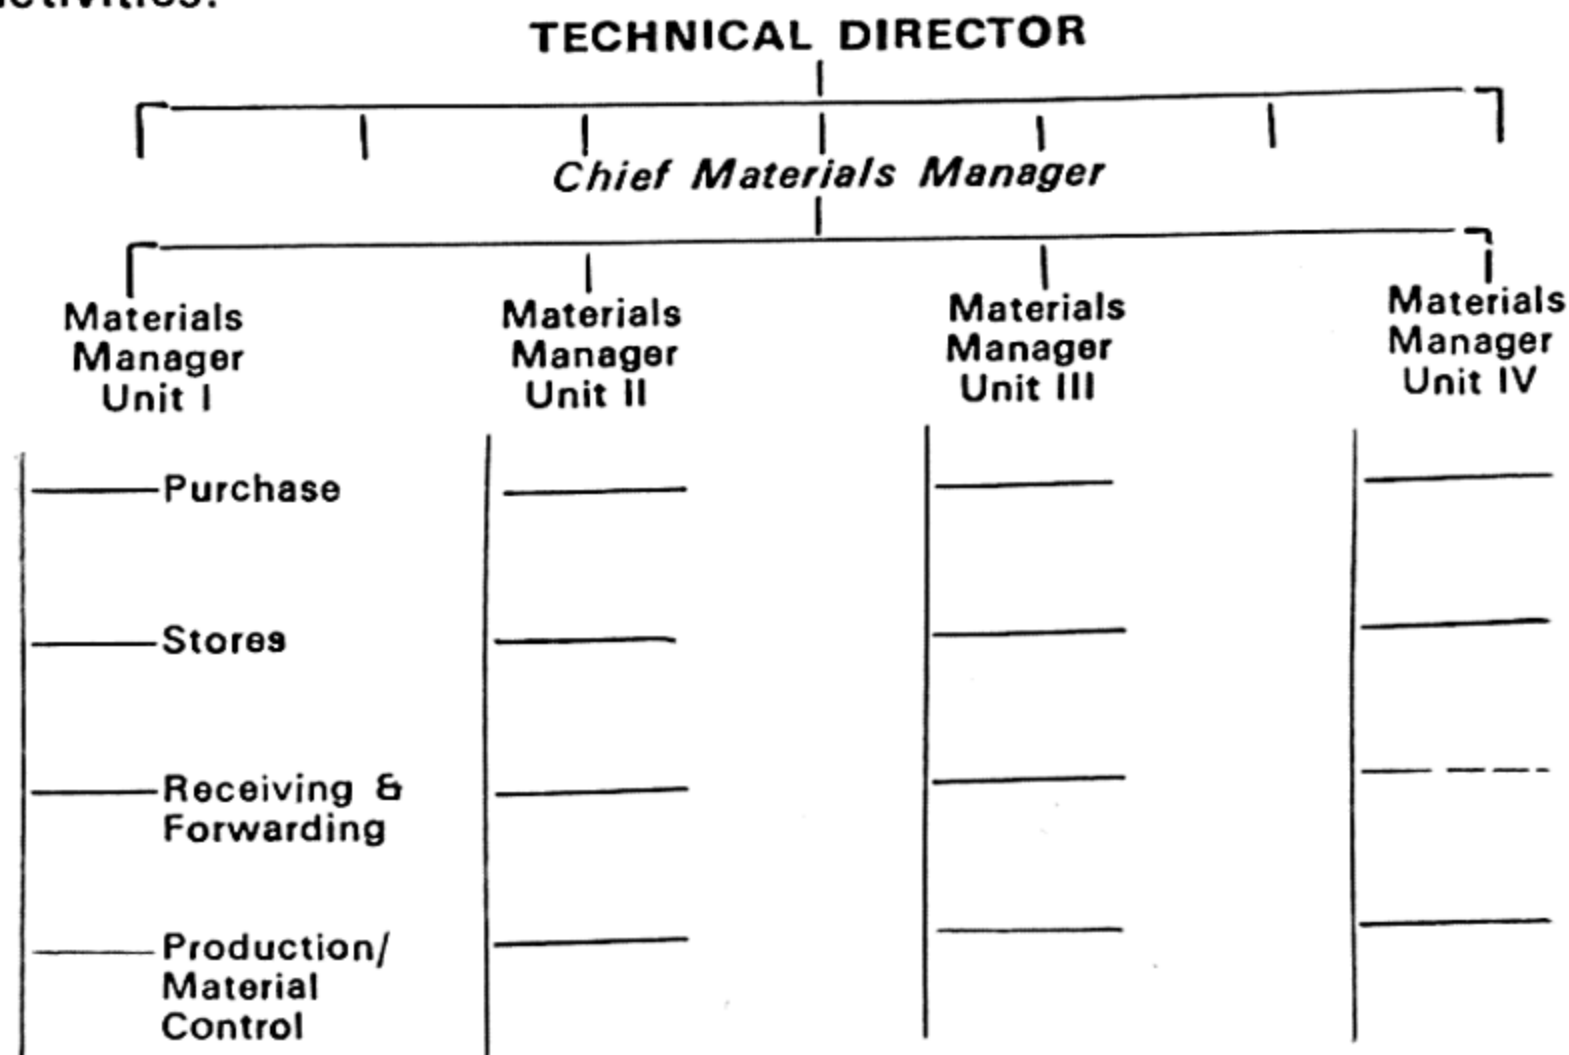 TECHNICAL DIRECTOR
Chief Materials Manager
Materials
Manager
Unit I
Materials
Manager
Unit II
Materials
Manager
Unit III
Materials
Manager
Unit IV
Purchase
Stores
Receiving &
Forwarding
Production/
Material
Control